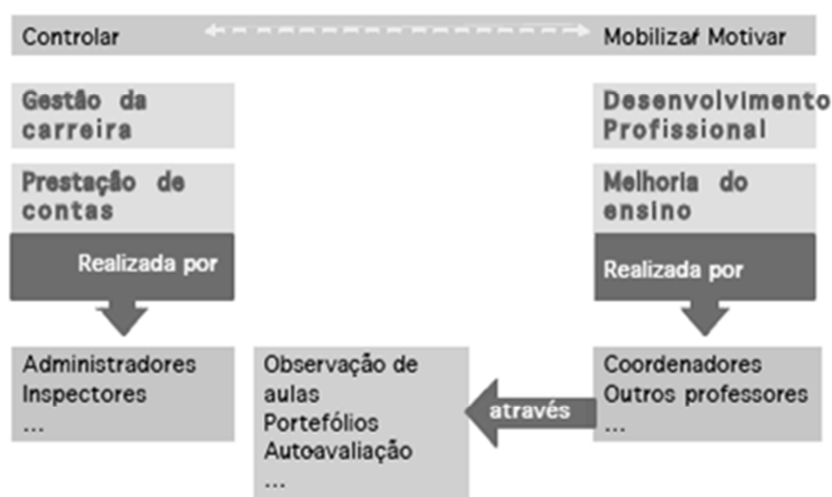 Controlar
Mobilizar/ Motivar
Gestão da
carreira
Desenvolvimento
Profissional
Prestação de
contas
Melhoria do
ensino
Realizada por
Realizada por
Administradores
Inspectores
...
Observação de
aulas
Portefólios
Autoavaliação
...
através
Coordenadores
Outros professores
...